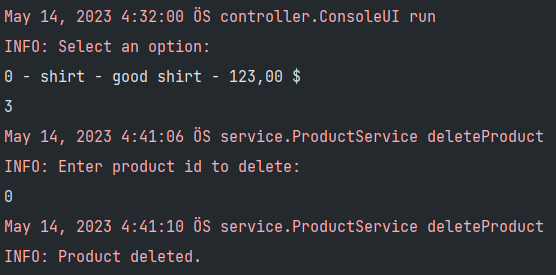 May 14, 2023 4:32:00 ÖS controller.ConsoleUI run
INFO: Select an option:
0 - shirt - good shirt - 123,00 $
3
May 14, 2023 4:41:06 ÖS service.ProductService deleteProduct
INFO: Enter product id to delete:
0
May 14, 2023 4:41:10 ÖS service.ProductService deleteProduct
INFO: Product deleted.